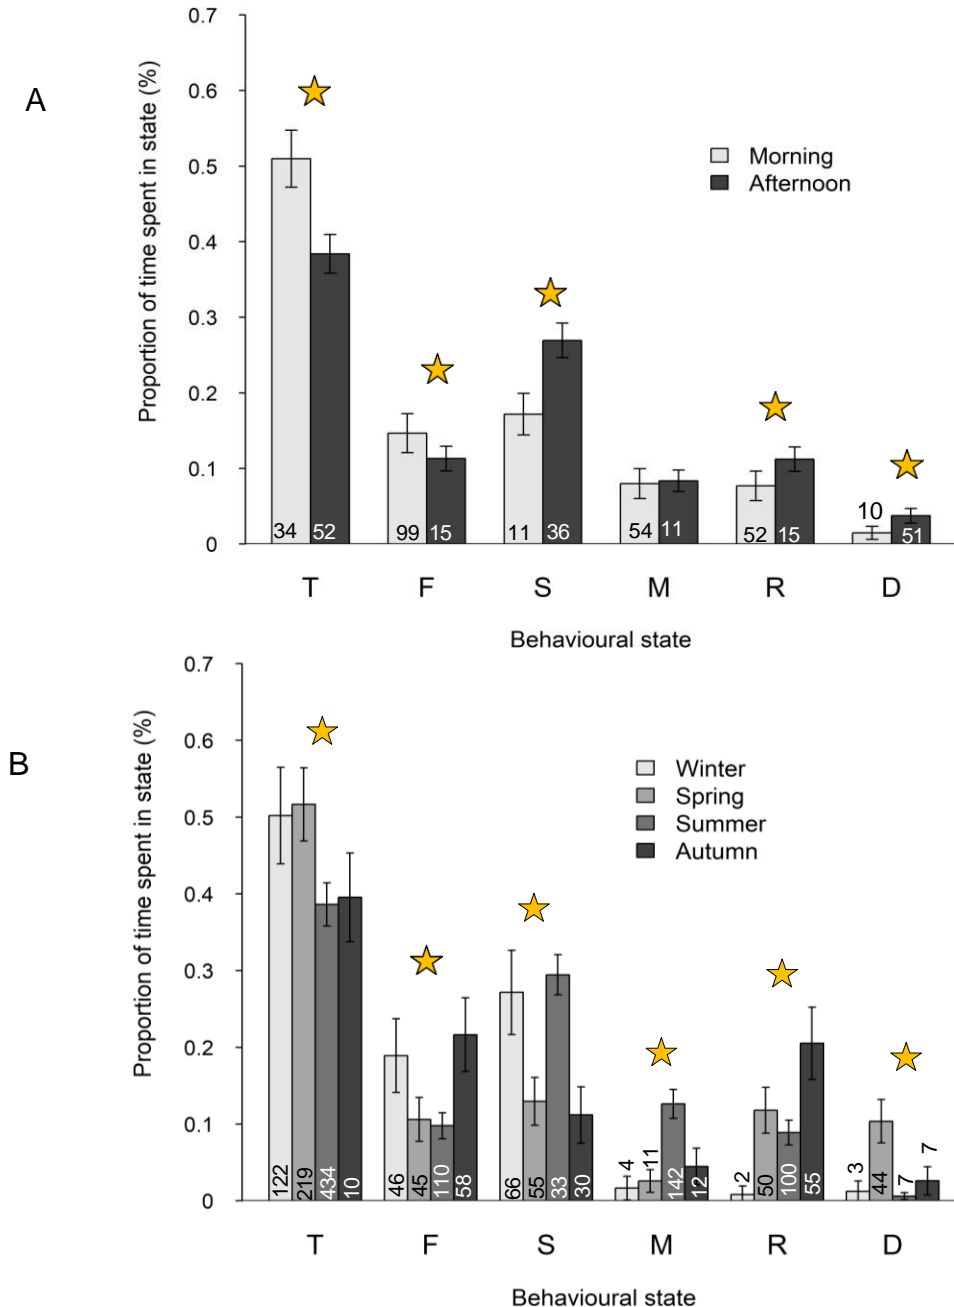 A
Proportion of time spent in state (%)
0.7
0.6
0.5
0.4
0.3
0.2
0.1
0
Morning
Afternoon
34 52 99 15 11 36 54 11 52 15 10 51
T F S M R D
Behavioural state
B
Proportion of time spent in state (%)
0.7
0.6
0.5
0.4
0.3
0.2
0.1
0
Winter
Spring
Summer
Autumn
122 219 434 10 46 45 110 58 66 55 33 30 4 11 142 12 2 50 100 55 3 44 7 7
T F S M R D
Behavioural state